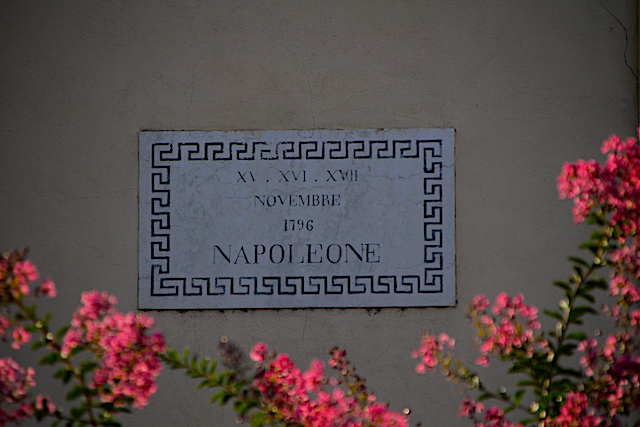 XV . XVI . XVII
NOVEMBRE
1796
NAPOLEONE